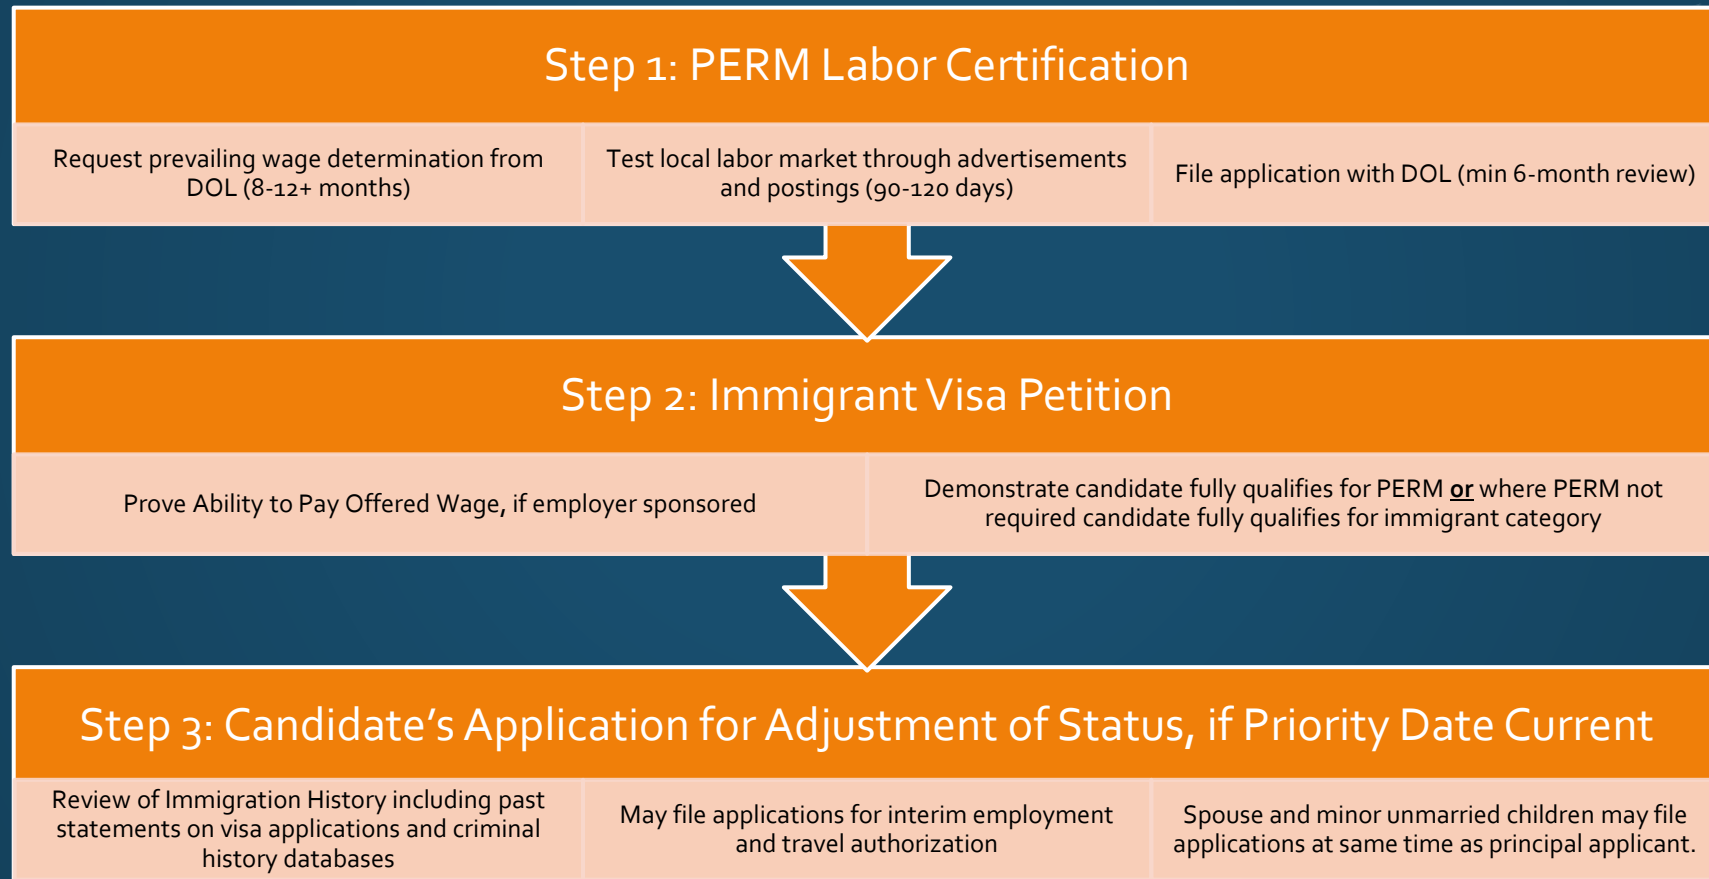 Step 1: PERM Labor Certification
Request prevailing wage determination from
DOL (8-12+ months)
Test local labor market through advertisements
and postings (90-120 days)
File application with DOL (min 6-month review)
Step 2: Immigrant Visa Petition
Prove Ability to Pay Offered Wage, if employer sponsored
Demonstrate candidate fully qualifies for PERM or where PERM not
required candidate fully qualifies for immigrant category
Step 3: Candidate’s Application for Adjustment of Status, if Priority Date Current
Review of Immigration History including past
statements on visa applications and criminal
history databases
May file applications for interim employment
and travel authorization
Spouse and minor unmarried children may file
applications at same time as principal applicant.